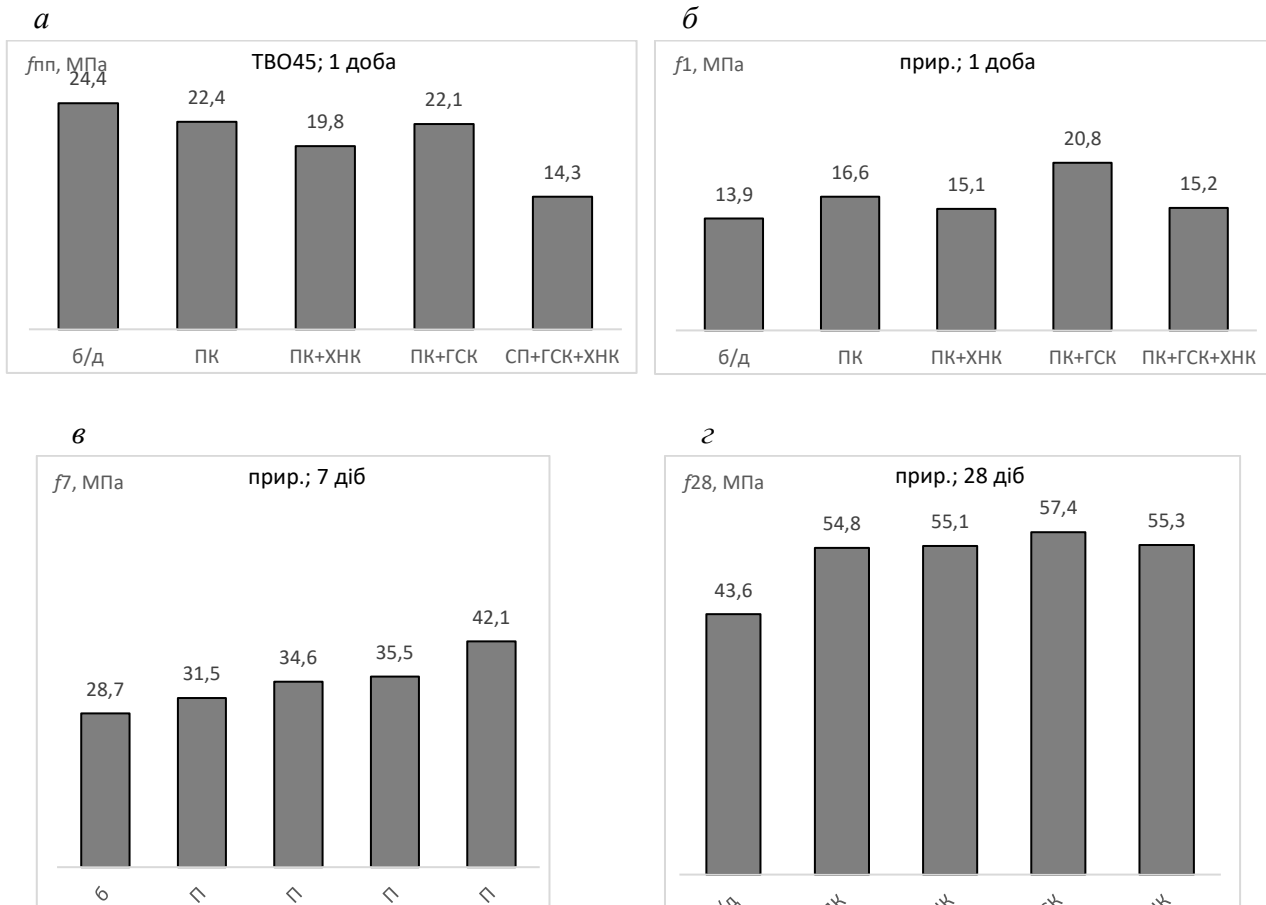 а
fпп, МПа
ТВО45; 1 доба
24,4
22,4
19,8
22,1
14,3
б/д ПК ПК+ХНК ПК+ГСК СП+ГСК+ХНК
б
f1, МПа
прир.; 1 доба
13,9
16,6
15,1
20,8
15,2
б/д ПК ПК+ХНК ПК+ГСК ПК+ГСК+ХНК
в
f7, МПа
прир.; 7 діб
28,7
31,5
34,6
35,5
42,1
б П П П П
г
f28, МПа
прир.; 28 діб
43,6
54,8
55,1
57,4
55,3